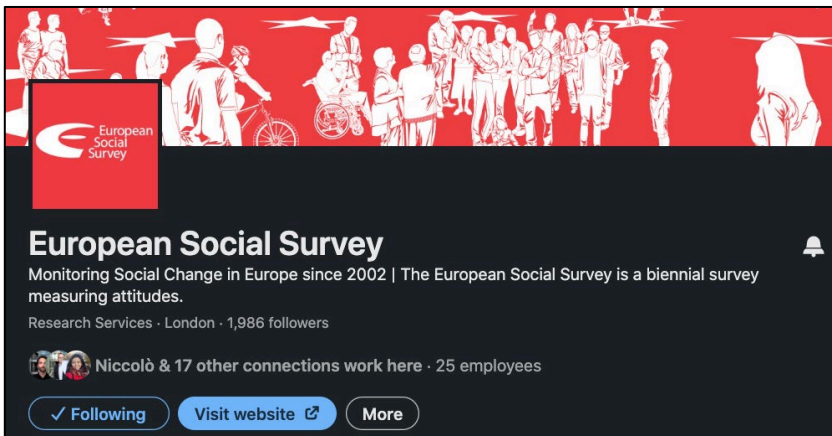 European
Social
Survey
European Social Survey
Monitoring Social Change in Europe since 2002 | The European Social Survey is a biennial survey
measuring attitudes.
Research Services · London · 1,986 followers
Niccolò & 17 other connections work here · 25 employees
✓ Following
Visit website
More